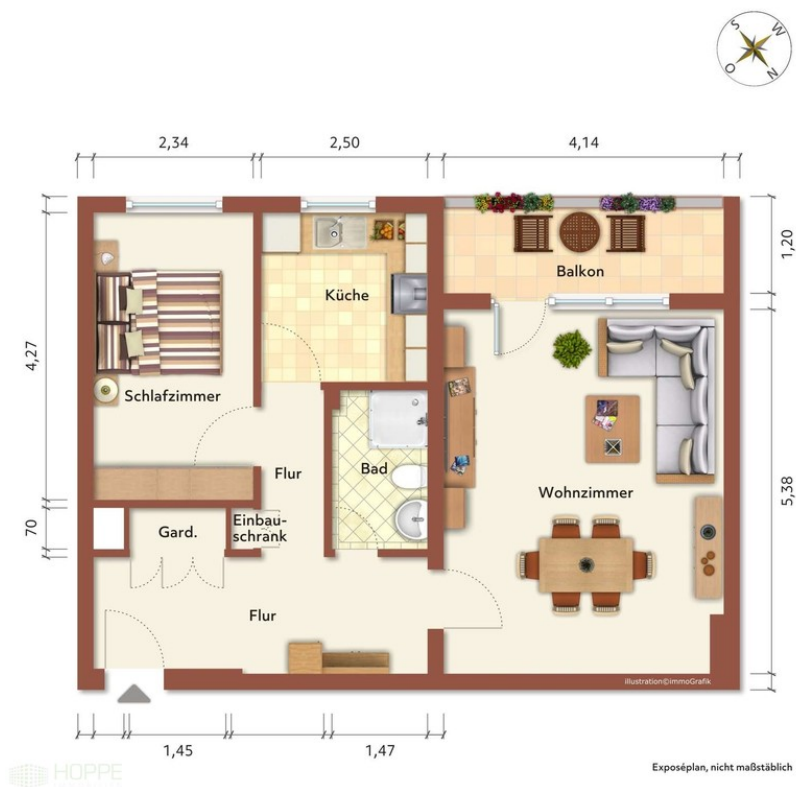 S
W
O
N
2,34
2,50
4,14
1,20
Balkon
Küche
4,27
Schlafzimmer
Flur
Bad
Wohnzimmer
5,38
70
Gard.
Einbau-
schrank
Flur
illustration©immoGrafik
1,45
1,47
HOPPE
Exposéplan, nicht maßstäblich